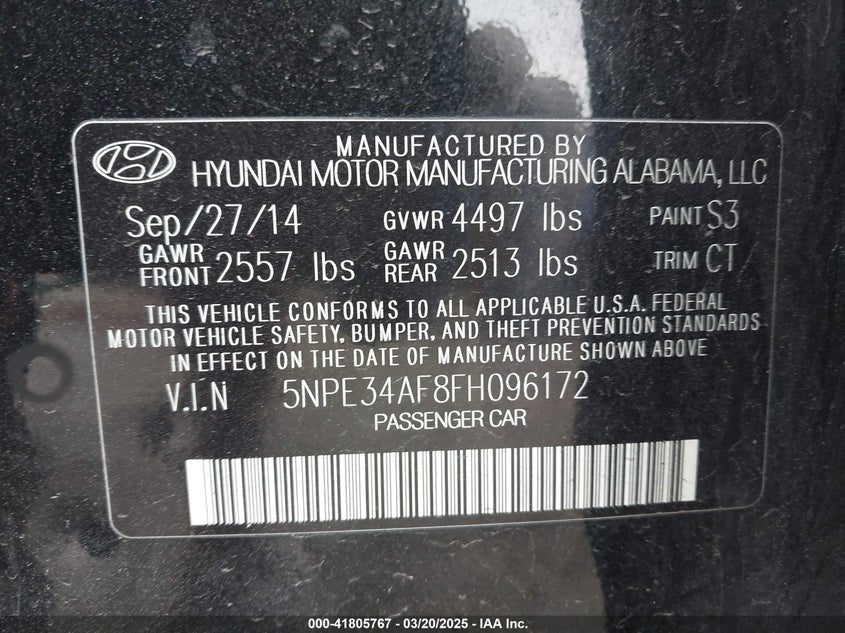 MANUFACTURED BY
HYUNDAI MOTOR MANUFACTURING ALABAMA, LLC
Sep/27/14 GVWR 4497 lbs PAINT S3
GAWR FRONT 2557 lbs GAWR REAR 2513 lbs TRIM CT
THIS VEHICLE CONFORMS TO ALL APPLICABLE U.S.A. FEDERAL
MOTOR VEHICLE SAFETY, BUMPER, AND THEFT PREVENTION STANDARDS
IN EFFECT ON THE DATE OF MANUFACTURE SHOWN ABOVE
V.I.N 5NPE34AF8FH096172
PASSENGER CAR
000-41805767 — 03/20/2025 — IAA Inc.